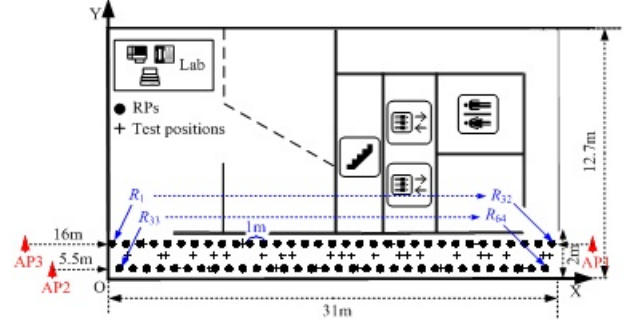 Y
Lab
RPs
+ Test positions
12.7m
R1
R32
R33
R64
1m
16m
AP3
5.5m
AP2
2m
AP1
O
X
31m